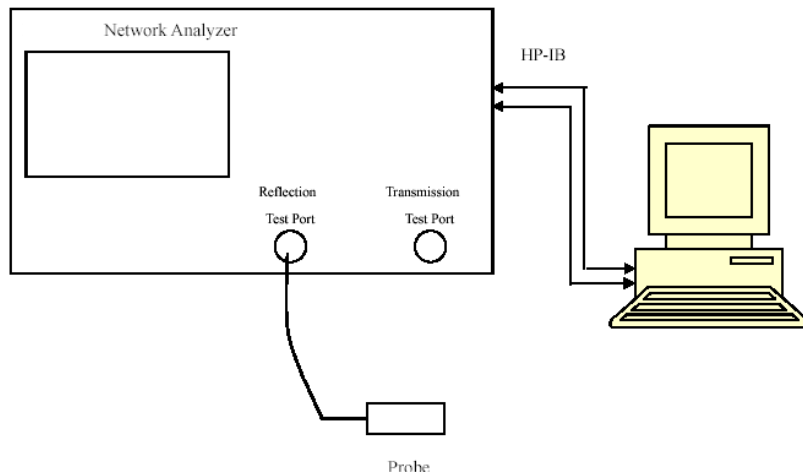 Network Analyzer
HP-IB
Reflection
Test Port
Transmission
Test Port
Probe